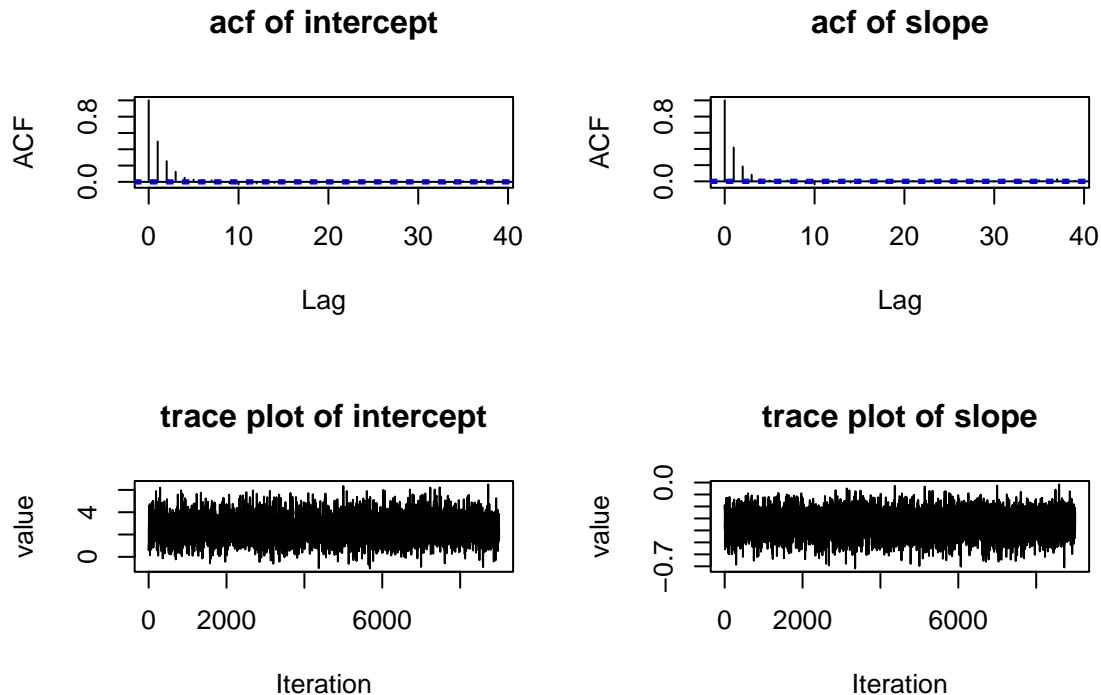 acf of intercept
ACF
0.0 0.8
0 10 20 30 40
Lag
acf of slope
ACF
0.0 0.8
0 10 20 30 40
Lag
trace plot of intercept
value
0 4
0 2000 6000
Iteration
trace plot of slope
value
−0.7 0.0
0 2000 6000
Iteration